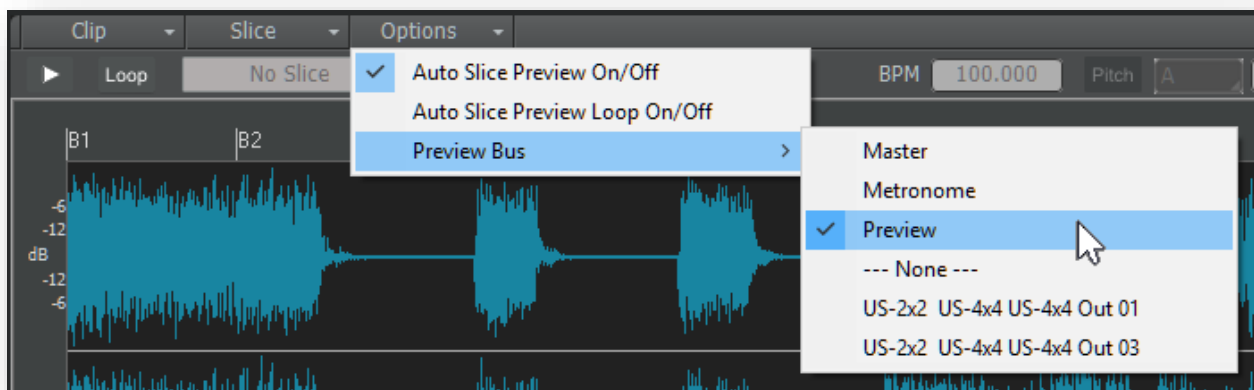 Clip Slice Options
Loop No Slice BPM 100.000 Pitch A
Auto Slice Preview On/Off
Auto Slice Preview Loop On/Off
Preview Bus
Master
Metronome
Preview
--- None ---
US-2x2 US-4x4 US-4x4 Out 01
US-2x2 US-4x4 US-4x4 Out 03
B1 B2
-6
-12
dB
-12
-6